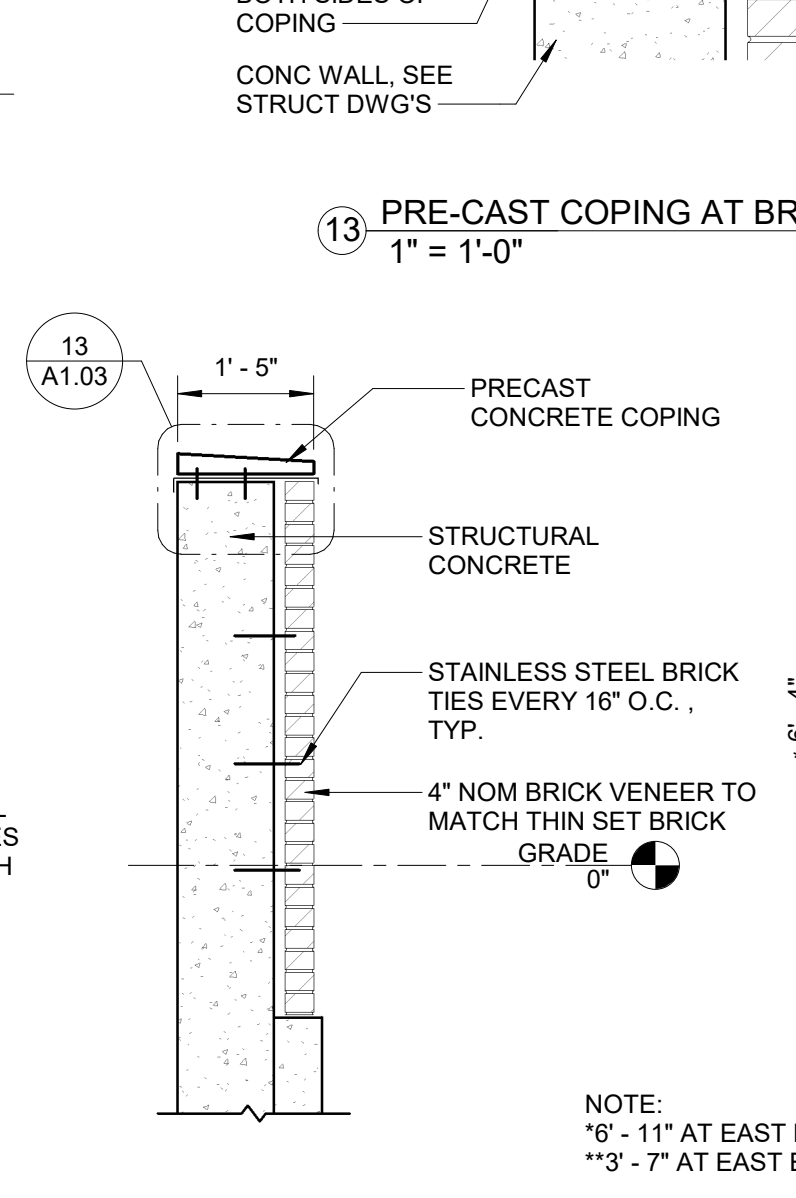 COPING
CONC WALL, SEE
STRUCT DWG'S
13 PRE-CAST COPING AT
1" = 1'-0"
13
A1.03
1' - 5"
PRECAST
CONCRETE COPING
STRUCTURAL
CONCRETE
STAINLESS STEEL BRICK
TIES EVERY 16" O.C. ,
TYP.
4" NOM BRICK VENEER TO
MATCH THIN SET BRICK
GRADE
0"
NOTE:
*6' - 11" AT EAST
**3' - 7" AT EAST